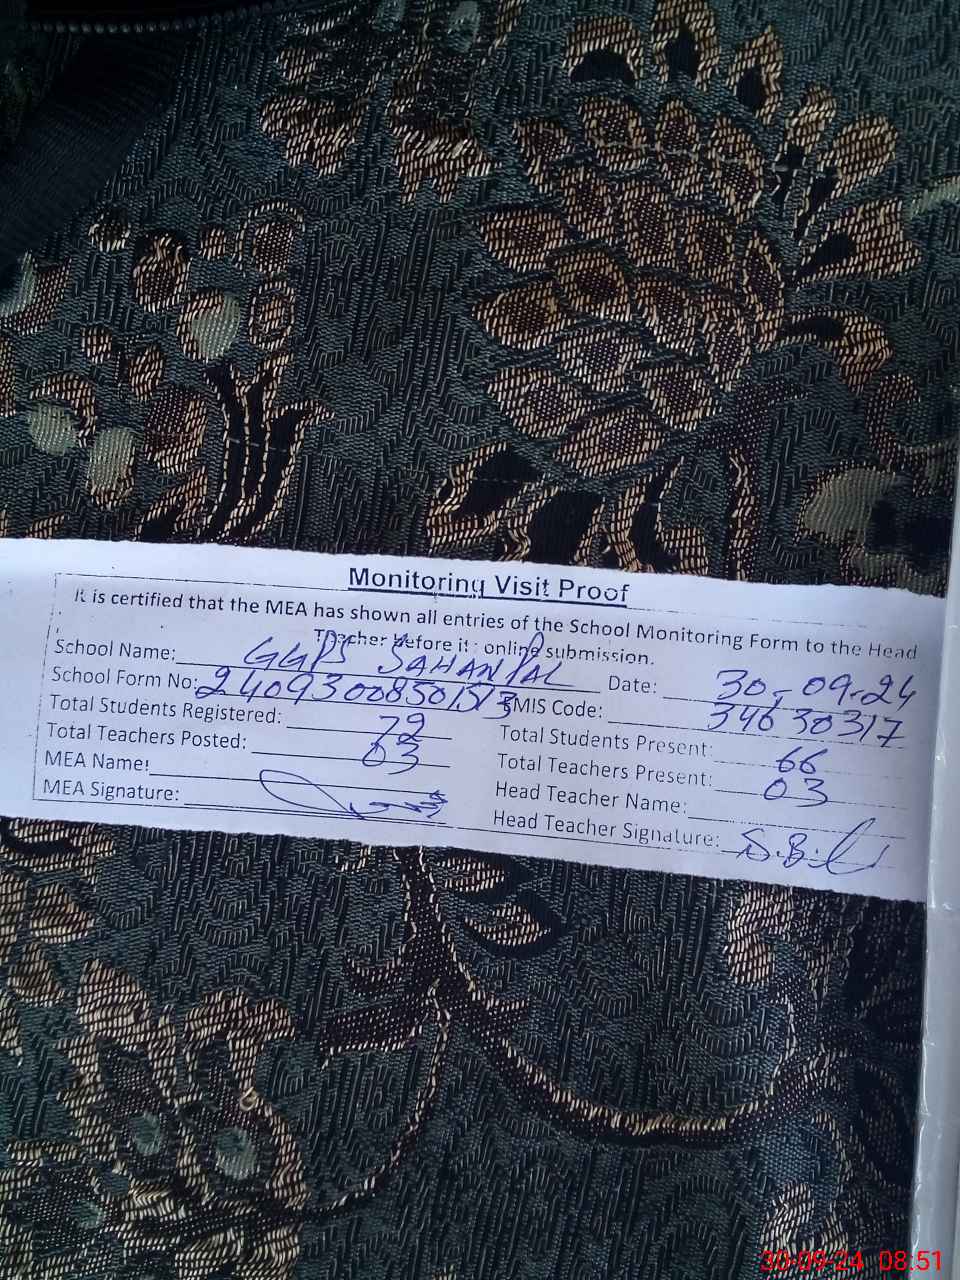 Monitoring Visit Proof
It is certified that the MEA has shown all entries of the School Monitoring Form to the Head
Teacher before it : online submission.
School Name: GGPS SAHANPAL Date: 30-09-24
School Form No: 24093008501513 EMIS Code: 34630317
Total Students Registered: 72 Total Students Present: 66
Total Teachers Posted: 03 Total Teachers Present: 03
MEA Name: Head Teacher Name:
MEA Signature: Head Teacher Signature: S.B
30-09-24 08:51